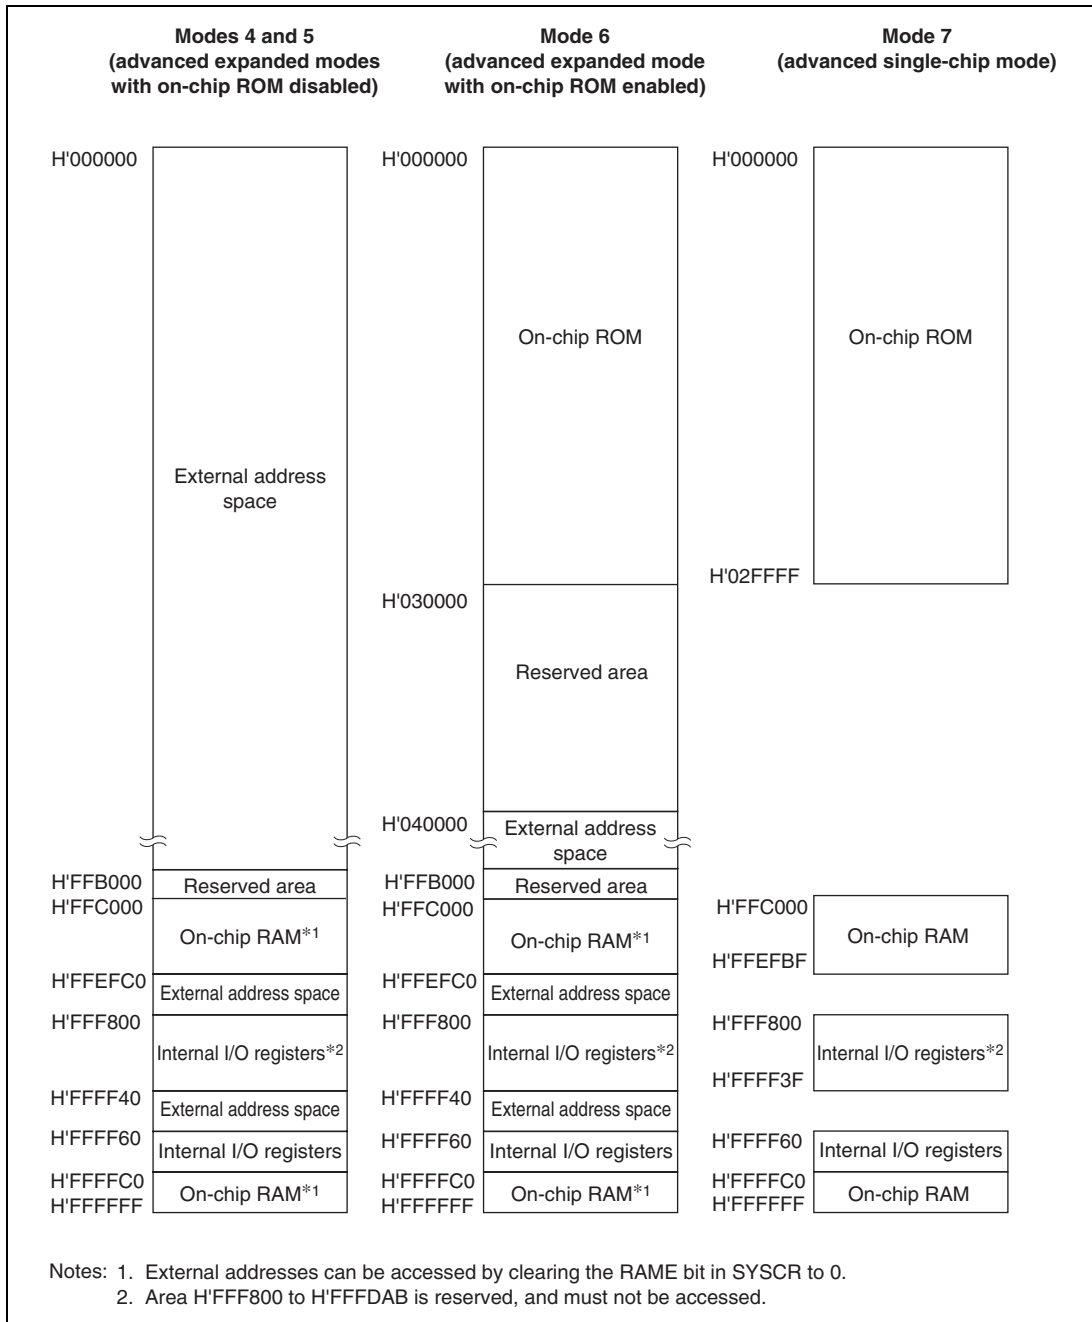 Modes 4 and 5
(advanced expanded modes
with on-chip ROM disabled)
Mode 6
(advanced expanded mode
with on-chip ROM enabled)
Mode 7
(advanced single-chip mode)
H'000000
External address
space
H'FFB000
Reserved area
H'FFC000
On-chip RAM*1
H'FFEFC0
External address space
H'FFF800
Internal I/O registers*2
H'FFFF40
External address space
H'FFFF60
Internal I/O registers
H'FFFFC0
On-chip RAM*1
H'FFFFFF
H'000000
On-chip ROM
H'030000
Reserved area
H'040000
External address
space
H'FFB000
Reserved area
H'FFC000
On-chip RAM*1
H'FFEFC0
External address space
H'FFF800
Internal I/O registers*2
H'FFFF40
External address space
H'FFFF60
Internal I/O registers
H'FFFFC0
On-chip RAM*1
H'FFFFFF
H'000000
On-chip ROM
H'02FFFF
H'FFC000
On-chip RAM
H'FFEFBF
H'FFF800
Internal I/O registers*2
H'FFFF3F
H'FFFF60
Internal I/O registers
H'FFFFC0
On-chip RAM
H'FFFFFF
Notes: 1. External addresses can be accessed by clearing the RAME bit in SYSCR to 0.
2. Area H'FFF800 to H'FFFDAB is reserved, and must not be accessed.